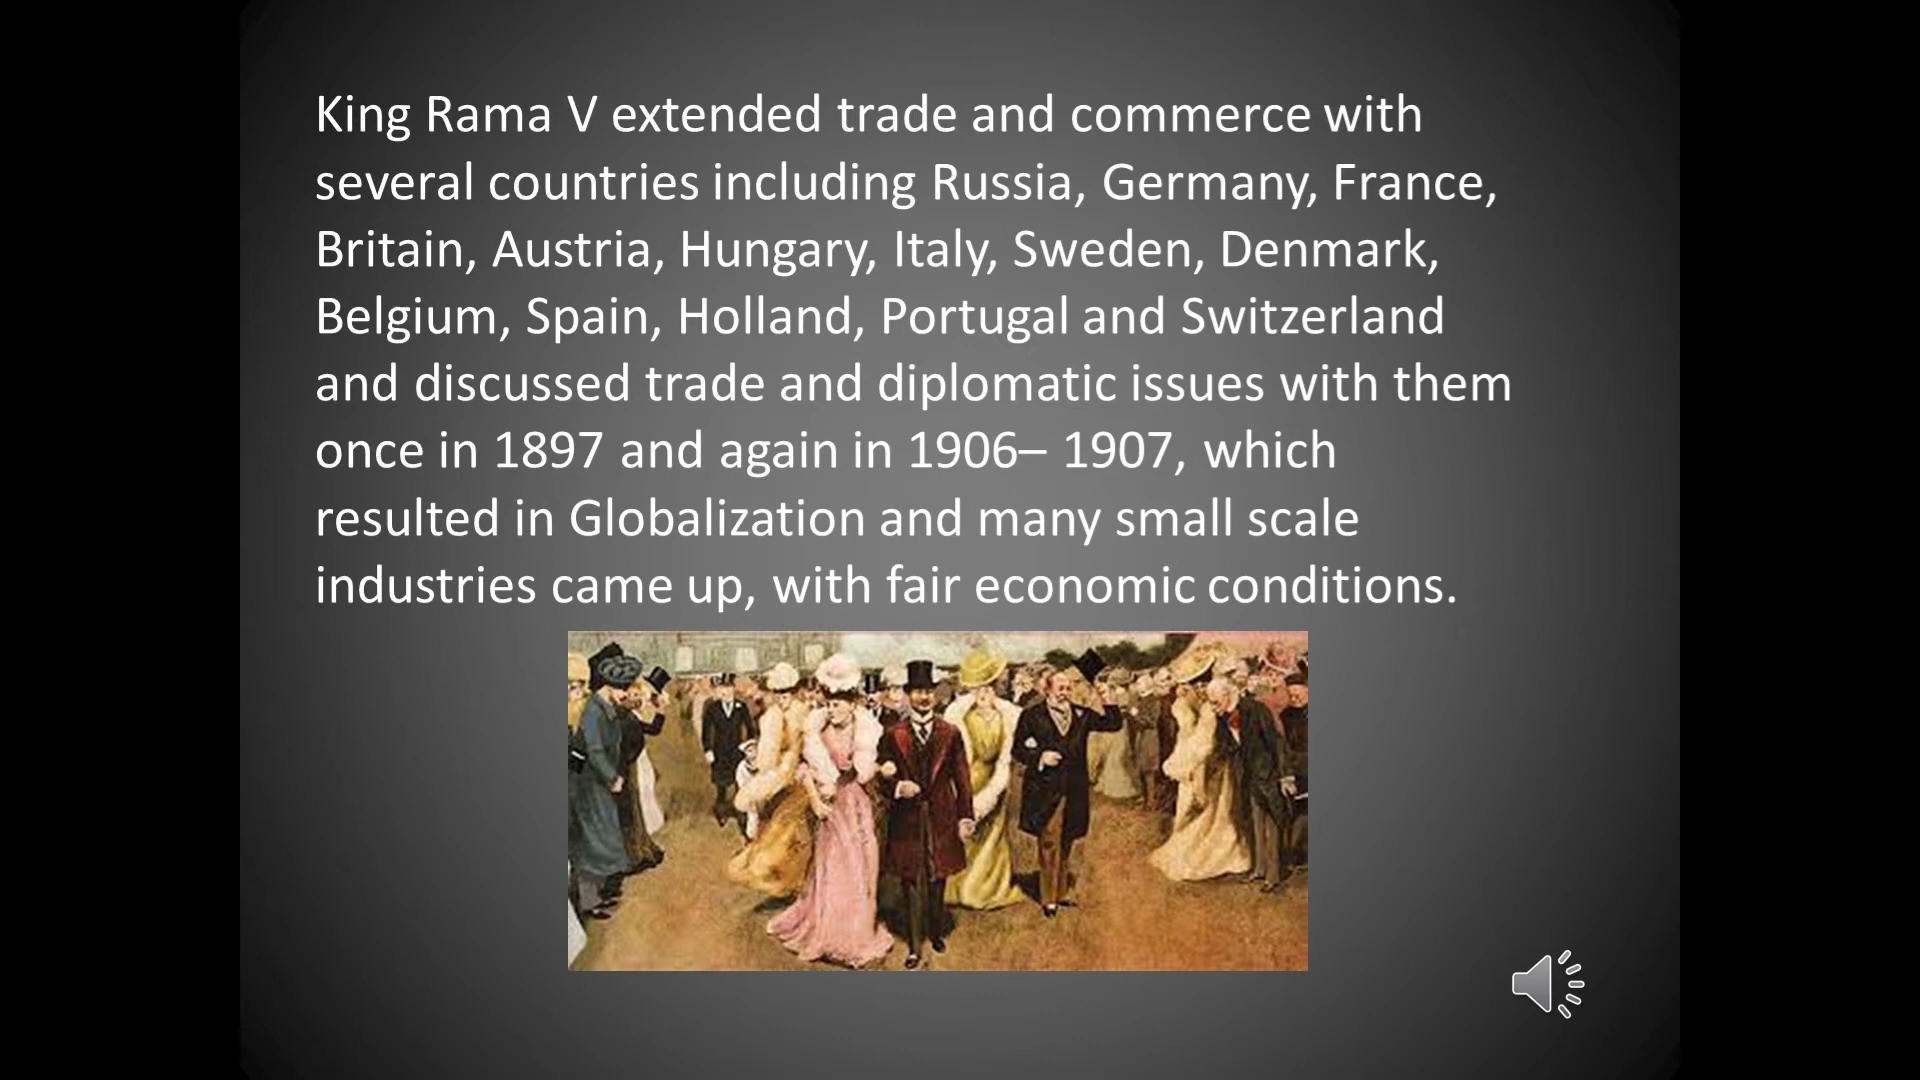 King Rama V extended trade and commerce with
several countries including Russia, Germany, France,
Britain, Austria, Hungary, Italy, Sweden, Denmark,
Belgium, Spain, Holland, Portugal and Switzerland
and discussed trade and diplomatic issues with them
once in 1897 and again in 1906– 1907, which
resulted in Globalization and many small scale
industries came up, with fair economic conditions.